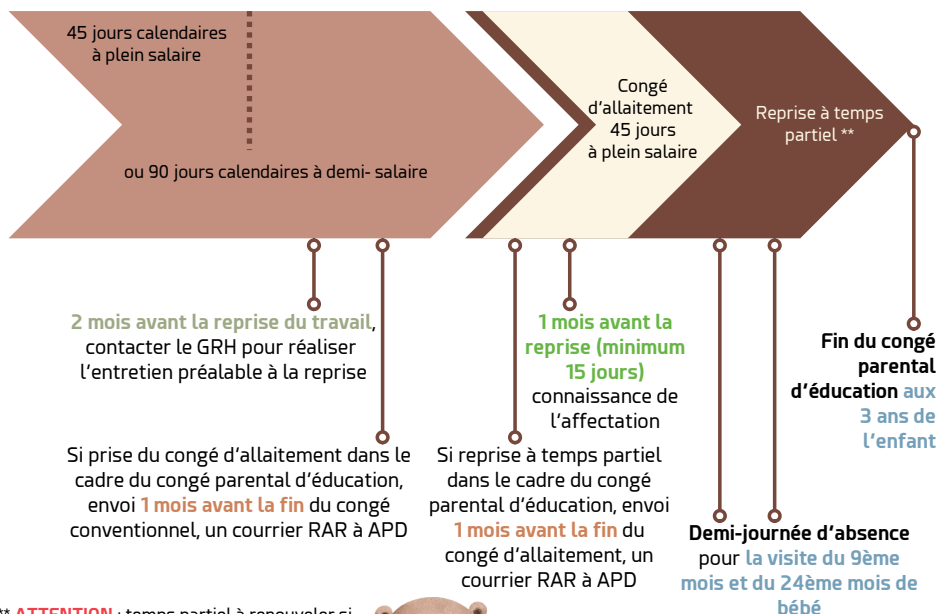 45 jours calendaires
à plein salaire
ou 90 jours calendaires à demi- salaire
Congé
d'allaitement
45 jours
à plein salaire
Reprise à temps
partiel **
2 mois avant la reprise du travail,
contacter le GRH pour réaliser
l'entretien préalable à la reprise
1 mois avant la
reprise (minimum
15 jours)
connaissance de
l'affectation
Fin du congé
parental
d'éducation aux
3 ans de
l'enfant
Si prise du congé d'allaitement dans le
cadre du congé parental d'éducation,
envoi 1 mois avant la fin du congé
conventionnel, un courrier RAR à APD
Si reprise à temps partiel
dans le cadre du congé
parental d'éducation, envoi
1 mois avant la fin du
congé d'allaitement, un
courrier RAR à APD
Demi-journée d'absence
pour la visite du 9ème
mois et du 24ème mois de
bébé
** ATTENTION : temps partiel à renouveler si